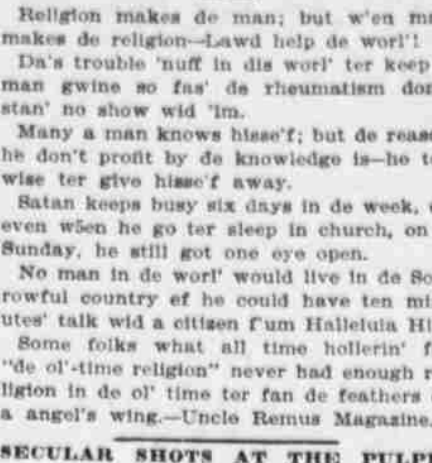 Religion makes de man; but w'en ma
makes de religion—Lawd help de worl'!
Da's trouble 'nuff in dis worl' ter keep
man gwine so fas' de rheumatism don
stan' no show wid 'im.
Many a man knows hisse'f; but de reas
he don't profit by de knowledge is—he t
wise ter give hisse'f away.
Satan keeps busy six days in de week,
even w5en he go ter sleep in church, on
Sunday, he still got one eye open.
No man in de worl' would live in de So
rowful country ef he could have ten mi
utes' talk wid a citizen f'um Halleluia Hi
Some folks what all time hollerin' f
"de ol'-time religion" never had enough r
ligion in de ol' time ter fan de feathers
a angel's wing.—Uncle Remus Magazine.
SECULAR SHOTS AT THE PULP